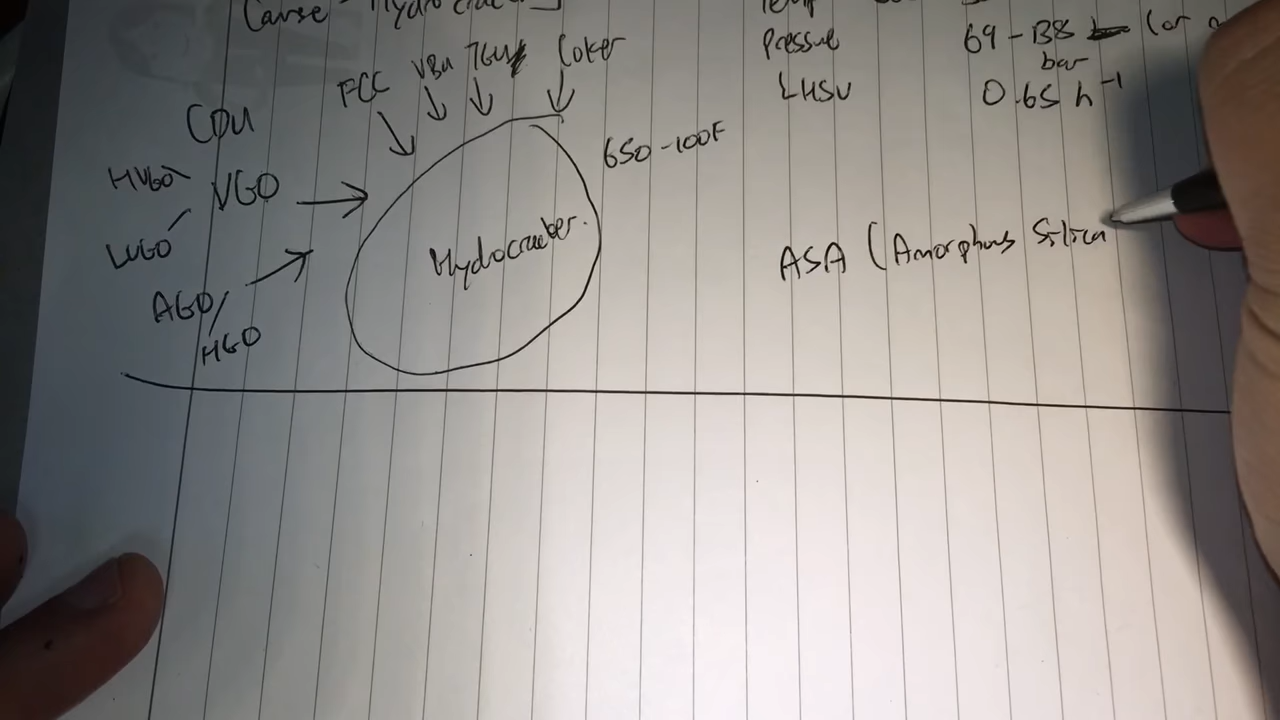 Pressure 69-138
bar
LHSV 0.65 h⁻¹
FCC VBU TGU Coker
CDU
650-100F
HVGO VGO
LVGO
Hydrocracker.
AGO/
HGO
ASA (Amorphus Silica